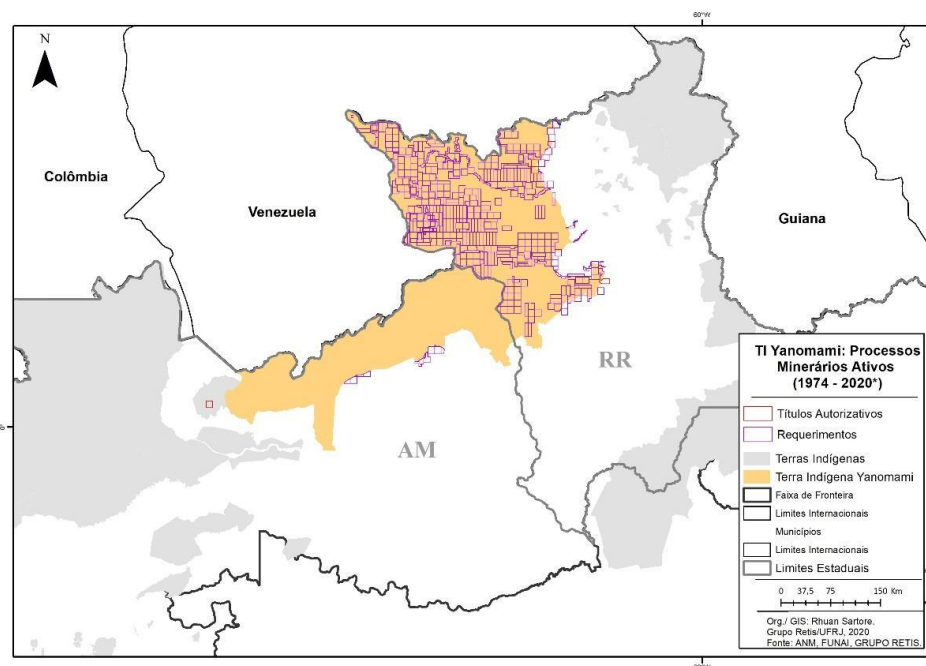 60°W
N
Colômbia
Venezuela
Guiana
RR
AM
TI Yanomami: Processos
Minerários Ativos
(1974 - 2020*)
Títulos Autorizativos
Requerimentos
Terras Indígenas
Terra Indígena Yanomami
Faixa de Fronteira
Limites Internacionais
Municípios
Limites Internacionais
Limites Estaduais
0 37,5 75 150 Km
Org./ GIS: Rhuan Sartore.
Grupo Retis/UFRJ, 2020
Fonte: ANM, FUNAI, GRUPO RETIS.